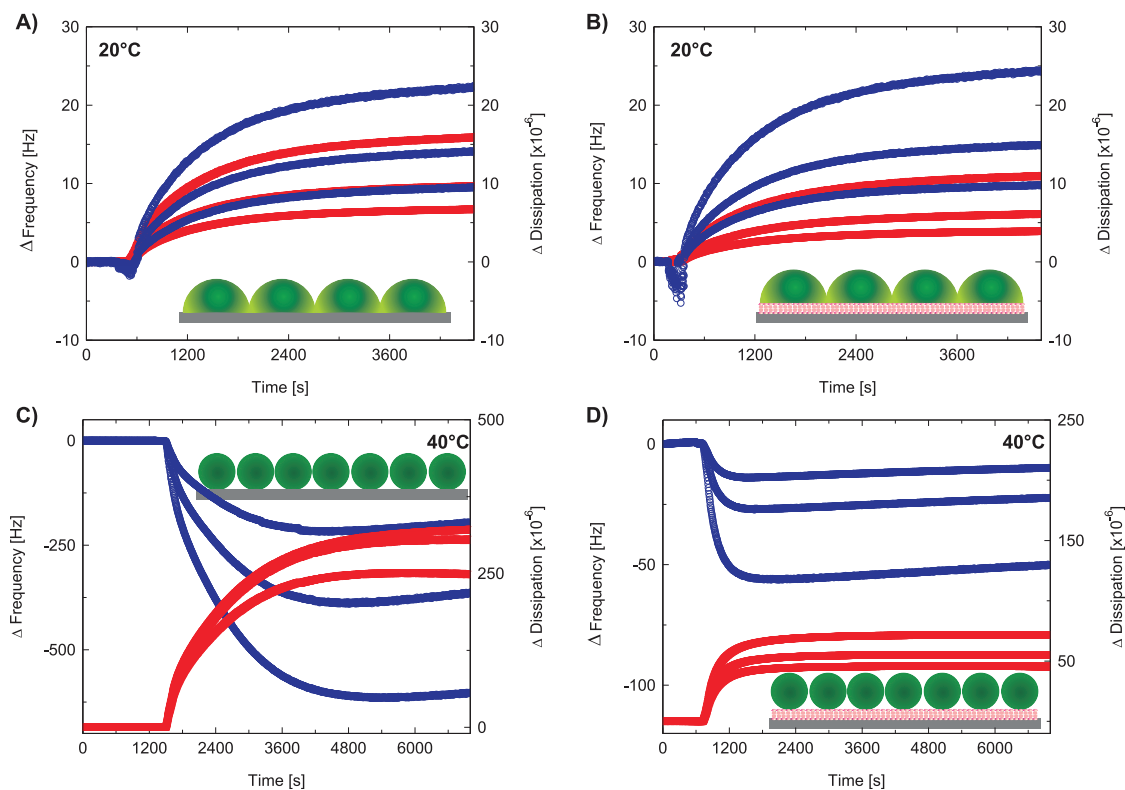 A)
B)
30
20°C
20
10
0
-10
0 1200 2400 3600
Time [s]
Δ Frequency [Hz]
30
20
10
0
-10
Δ Dissipation [x10⁻⁶]
30
20°C
20
10
0
-10
0 1200 2400 3600
Time [s]
Δ Frequency [Hz]
30
20
10
0
-10
Δ Dissipation [x10⁻⁶]
C)
D)
0
-250
-500
0 1200 2400 3600 4800 6000
Time [s]
Δ Frequency [Hz]
500
40°C
250
0
Δ Dissipation [x10⁻⁶]
0
-50
-100
0 1200 2400 3600 4800 6000
Time [s]
Δ Frequency [Hz]
250
40°C
150
50
Δ Dissipation [x10⁻⁶]